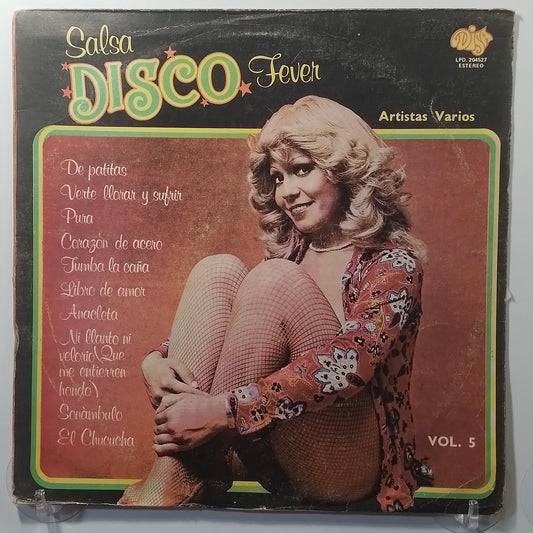 Salsa
DISCO
Fever
Disf
LPD. 204527
ESTEREO
Artistas Varios
De patitas
Verte llorar y sufrir
Pura
Corazón de acero
Tumba la caña
Libro de amor
Anacleta
Ni llanto ni
velorio (Que
me entierren
hondo)
Sonámbulo
El Chucucha
VOL. 5